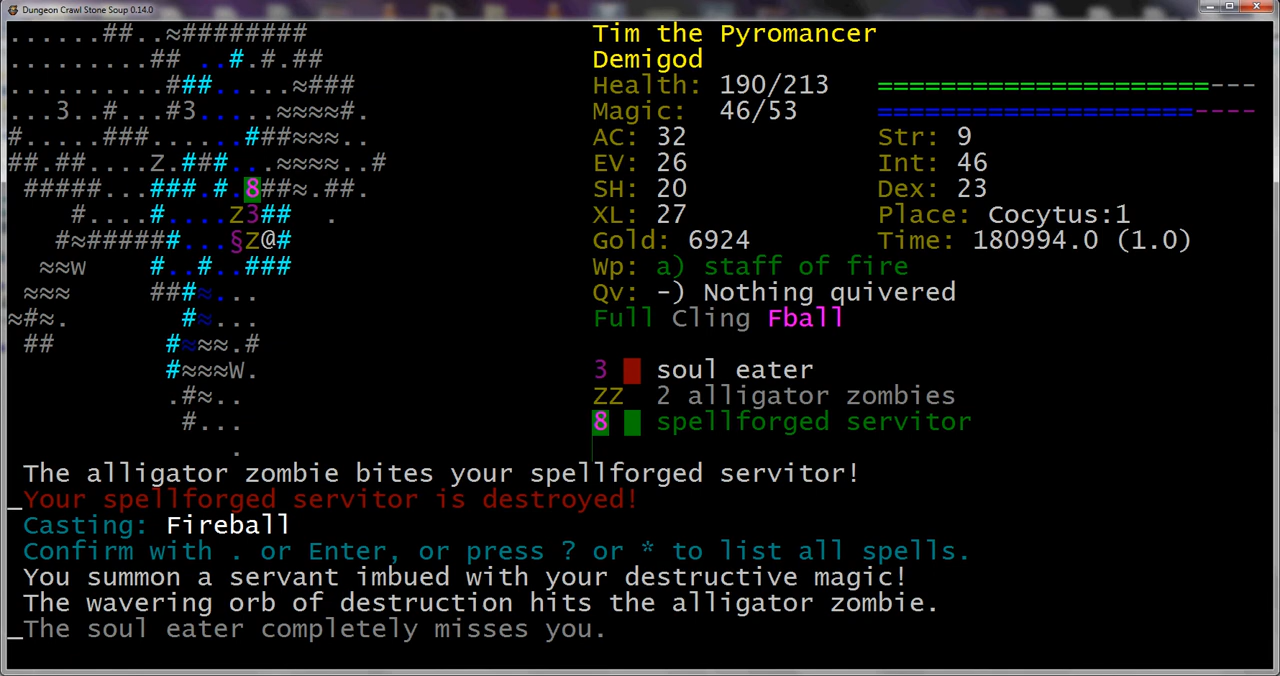 Dungeon Crawl Stone Soup 0.14.0
......##..≈######## Tim the Pyromancer
.........## ..#.#.## Demigod
..........###.....≈### Health: 190/213 ====================---
...3..#...#3.....≈≈≈≈#. Magic: 46/53 ===================----
#.....###......###≈≈≈.. AC: 32 Str: 9
##.##....Z.###...≈≈≈≈..# EV: 26 Int: 46
#####...###.#.8##≈.##. SH: 20 Dex: 23
#....#....Z3## . XL: 27 Place: Cocytus:1
#≈#####...§Z@# Gold: 6924 Time: 180994.0 (1.0)
≈≈w #..#..### Wp: a) staff of fire
≈≈≈ ###≈... Qv: -) Nothing quivered
≈#≈. #≈... Full Cling Fball
## #≈≈≈.# 3 soul eater
#≈≈≈W. ZZ 2 alligator zombies
.#≈.. 8 spellforged servitor
#...
.
The alligator zombie bites your spellforged servitor!
_Your spellforged servitor is destroyed!
Casting: Fireball
Confirm with . or Enter, or press ? or * to list all spells.
You summon a servant imbued with your destructive magic!
The wavering orb of destruction hits the alligator zombie.
_The soul eater completely misses you.